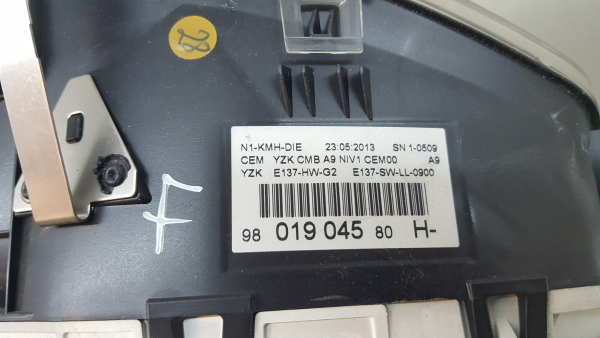 28
N1-KMH-DIE 23:05:2013 SN 1-0509
CEM YZK CMB A9 NIV1 CEM00 A9
YZK E137-HW-G2 E137-SW-LL-0900
98 019 045 80 H-
F